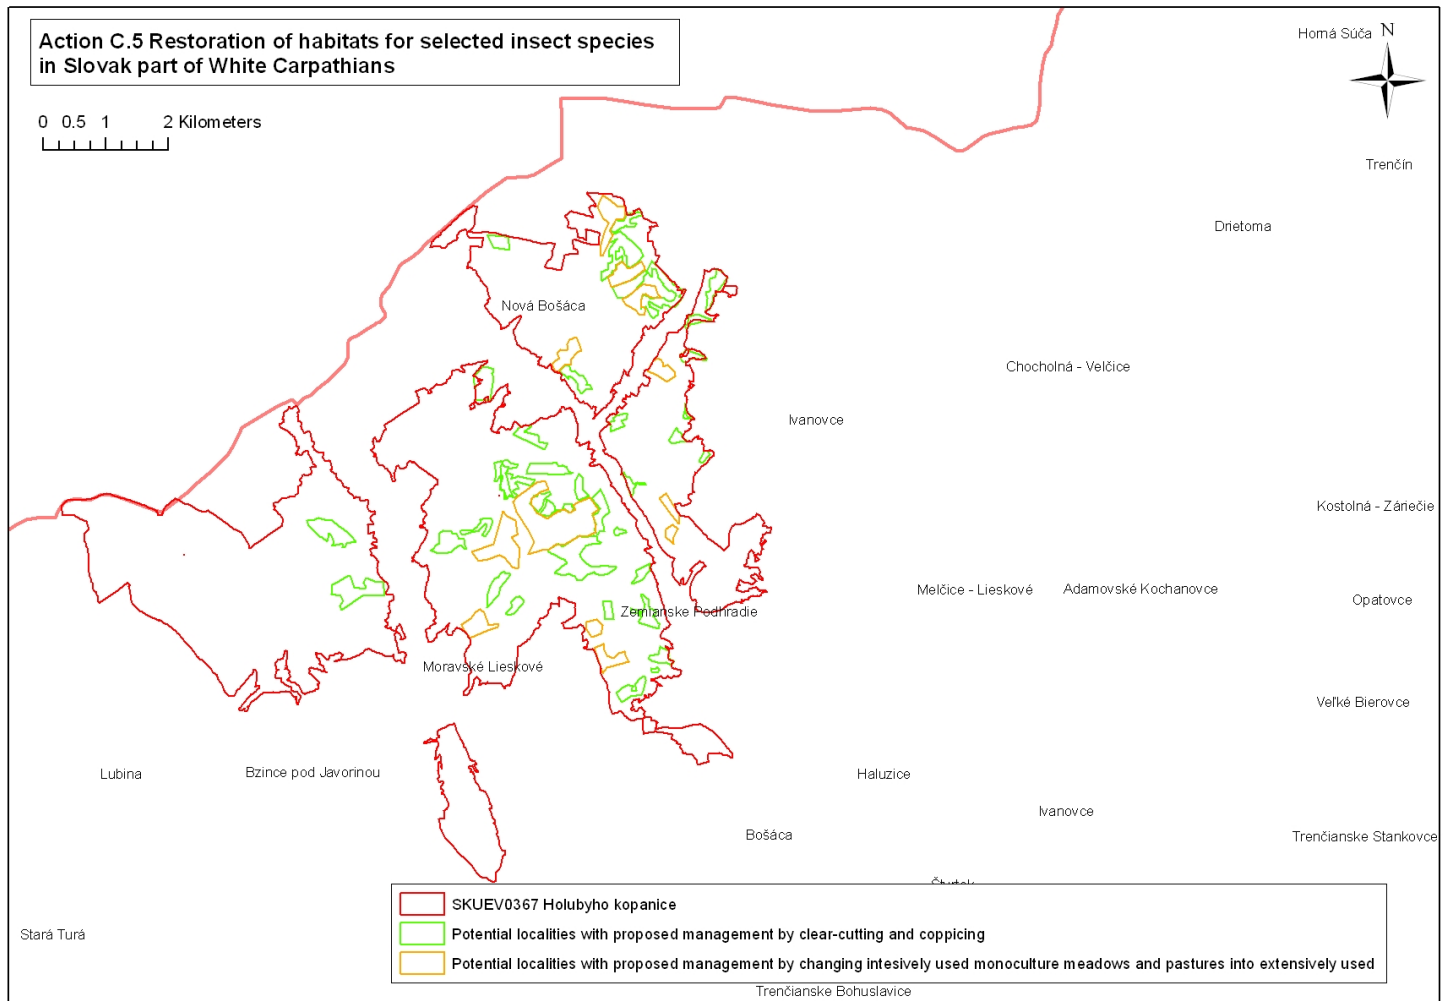 Action C.5 Restoration of habitats for selected insect species
in Slovak part of White Carpathians
0 0.5 1 2 Kilometers
Horná Súča
N
Trenčín
Drietoma
Nová Bošáca
Chocholná - Velčice
Ivanovce
Kostolná - Záriečie
Melčice - Lieskové
Adamovské Kochanovce
Opatovce
Zemianske Podhradie
Moravské Lieskové
Veľké Bierovce
Lubina
Bzince pod Javorinou
Haluzice
Ivanovce
Bošáca
Trenčianske Stankovce
Štvrtok
SKUEV0367 Holubyho kopanice
Stará Turá
Potential localities with proposed management by clear-cutting and coppicing
Potential localities with proposed management by changing intesively used monoculture meadows and pastures into extensively used
Trenčianske Bohuslavice